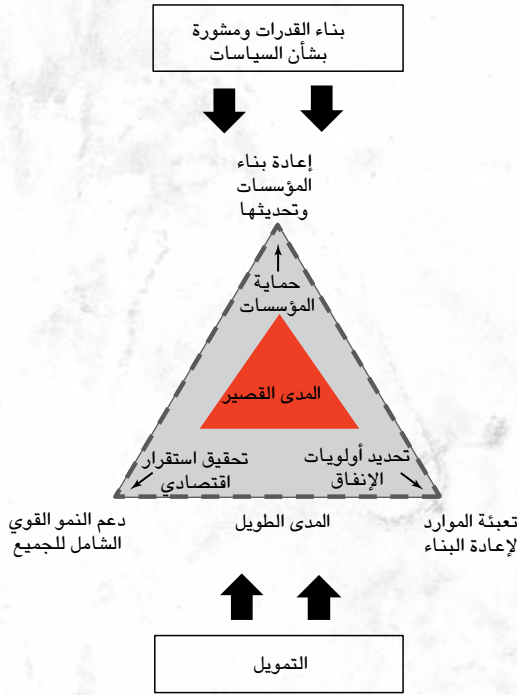 بناء القدرات ومشورة
بشأن السياسات
إعادة بناء
المؤسسات
وتحديثها
حماية
المؤسسات
المدى القصير
تحديد أولويات
الإنفاق
تحقيق استقرار
اقتصادي
تعبئة الموارد
لإعادة البناء
المدى الطويل
دعم النمو القوي
الشامل للجميع
التمويل